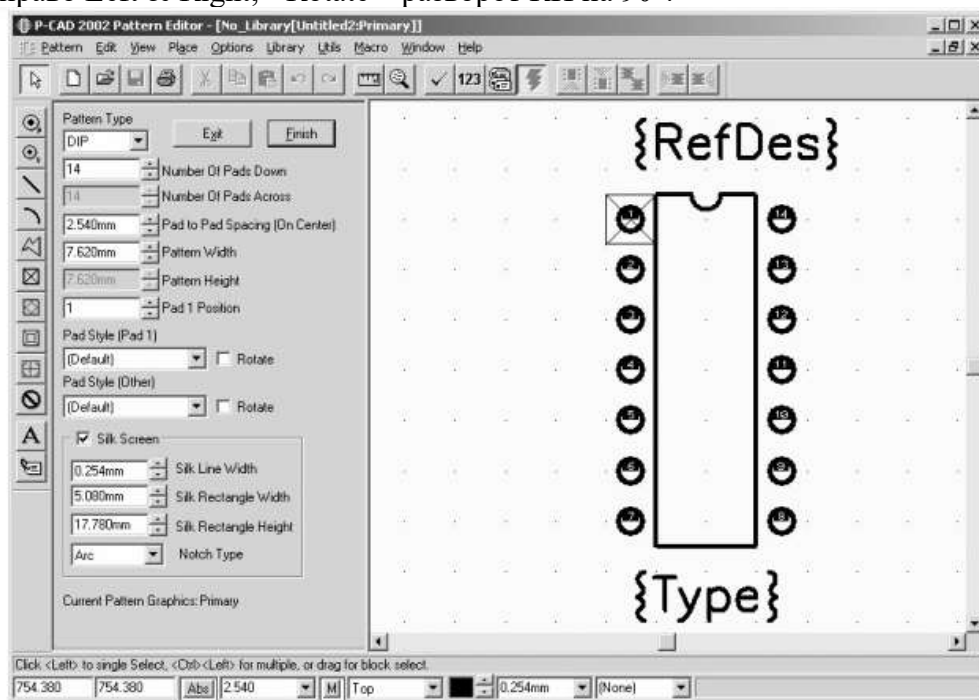 P-CAD 2002 Pattern Editor - [No_Library[Untitled2:Primary]]
Pattern Edit View Place Options Library Utils Macro Window Help
123
Pattern Type
DIP
Exit
Finish
14
Number Of Pads Down
14
Number Of Pads Across
2.540mm
Pad to Pad Spacing (On Center)
7.620mm
Pattern Width
7.620mm
Pattern Height
1
Pad 1 Position
Pad Style (Pad 1)
(Default)
Rotate
Pad Style (Other)
(Default)
Rotate
Silk Screen
0.254mm
Silk Line Width
5.080mm
Silk Rectangle Width
17.780mm
Silk Rectangle Height
Arc
Notch Type
Current Pattern Graphics: Primary
{RefDes}
{Type}
Click <Left> to single Select, <Ctrl><Left> for multiple, or drag for block select.
754.380 754.380 Abs 2.540 M Top 0.254mm (None)